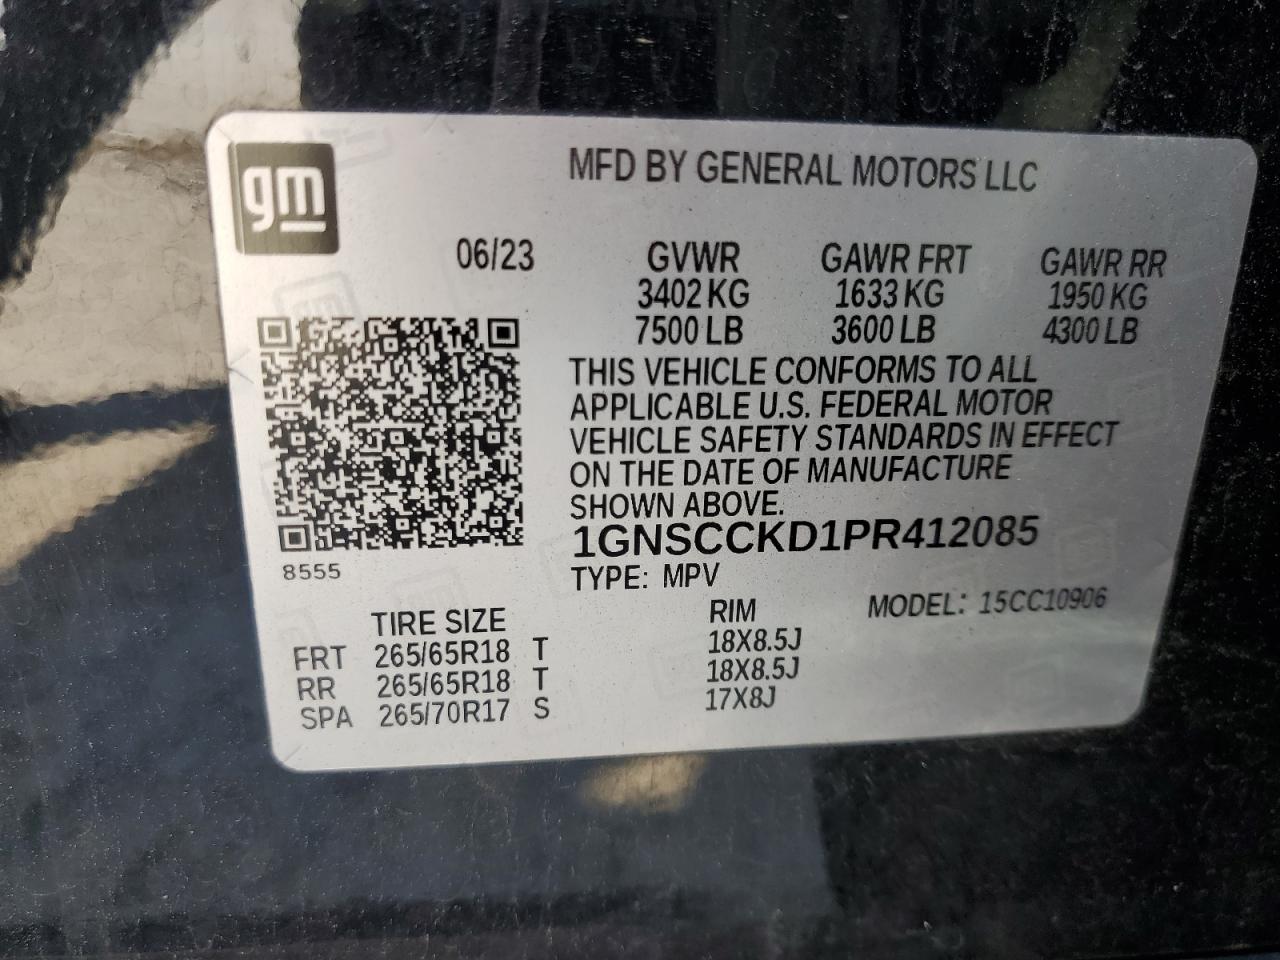 gm
MFD BY GENERAL MOTORS LLC
06/23 GVWR GAWR FRT GAWR RR
3402 KG 1633 KG 1950 KG
7500 LB 3600 LB 4300 LB
THIS VEHICLE CONFORMS TO ALL
APPLICABLE U.S. FEDERAL MOTOR
VEHICLE SAFETY STANDARDS IN EFFECT
ON THE DATE OF MANUFACTURE
SHOWN ABOVE.
1GNSCCKD1PR412085
8555
TYPE: MPV
TIRE SIZE RIM MODEL: 15CC10906
FRT 265/65R18 T 18X8.5J
RR 265/65R18 T 18X8.5J
SPA 265/70R17 S 17X8J